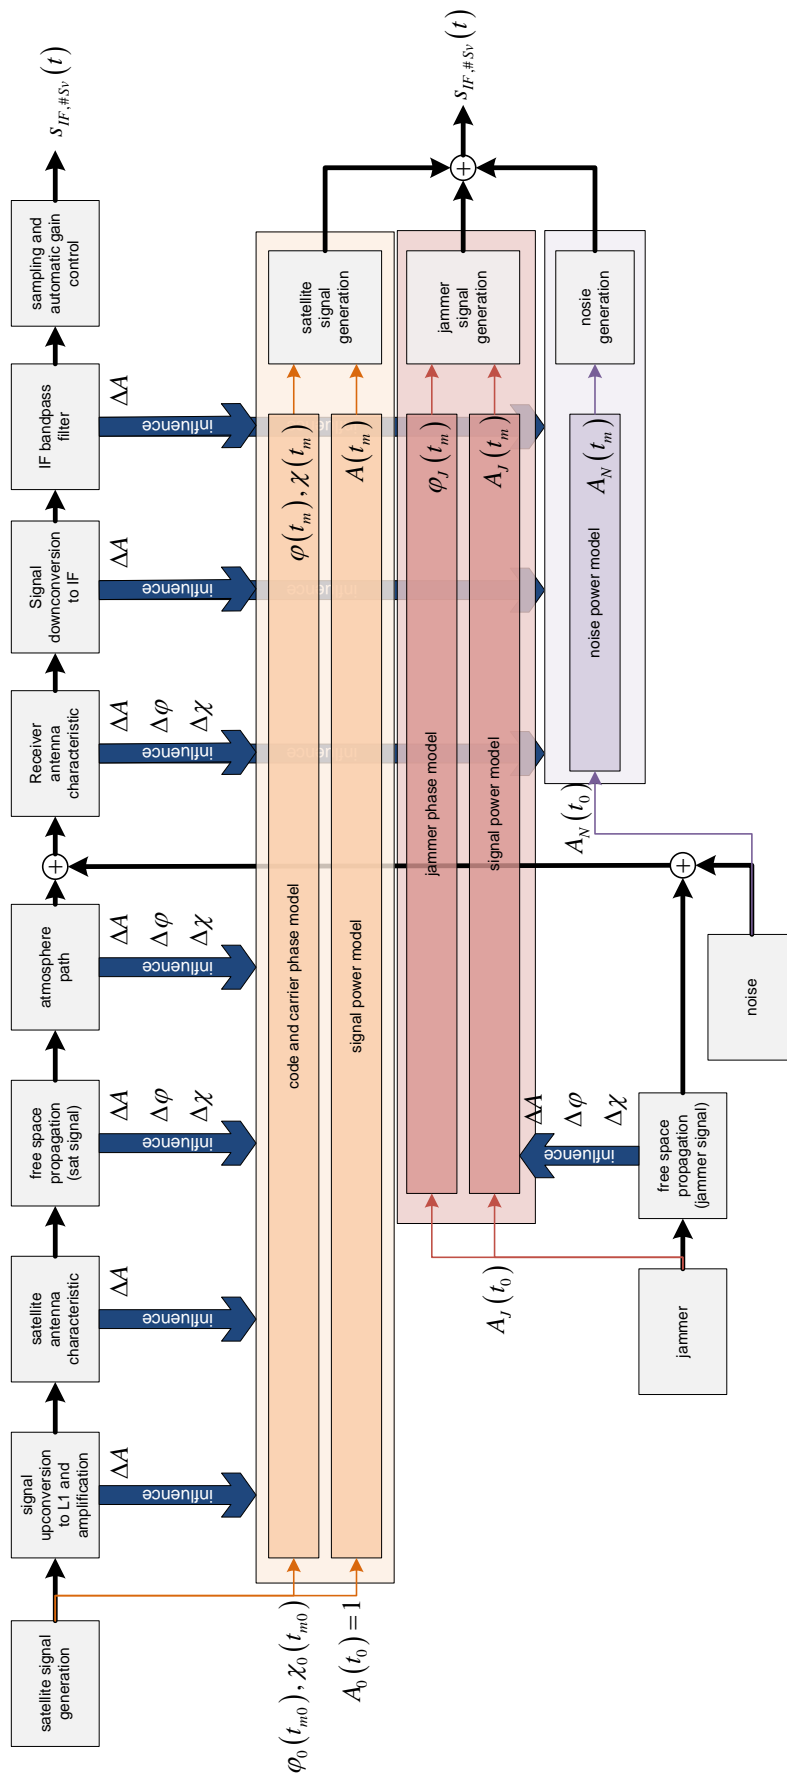 satellite signal
generation
signal
upconversion
to L1 and
amplification
satellite
antenna
characteristic
free space
propagation
(sat signal)
atmosphere
path
Receiver
antenna
characteristic
Signal
downconversion
to IF
IF bandpass
filter
sampling and
automatic gain
control
s_{IF,#Sv}(t)
ΔA
ΔA
ΔA
Δφ
Δχ
ΔA
Δφ
Δχ
ΔA
Δφ
Δχ
ΔA
ΔA
influence
influence
influence
influence
influence
influence
influence
φ_0(t_{m0}), χ_0(t_{m0})
A_0(t_0) = 1
code and carrier phase model
φ(t_m), χ(t_m)
signal power model
A(t_m)
satellite
signal
generation
jammer phase model
φ_J(t_m)
signal power model
A_J(t_m)
jammer
signal
generation
s_{IF,#Sv}(t)
A_J(t_0)
ΔA
Δφ
Δχ
influence
A_N(t_0)
noise power model
A_N(t_m)
nosie
generation
jammer
free space
propagation
(jammer signal)
noise
+
+
+